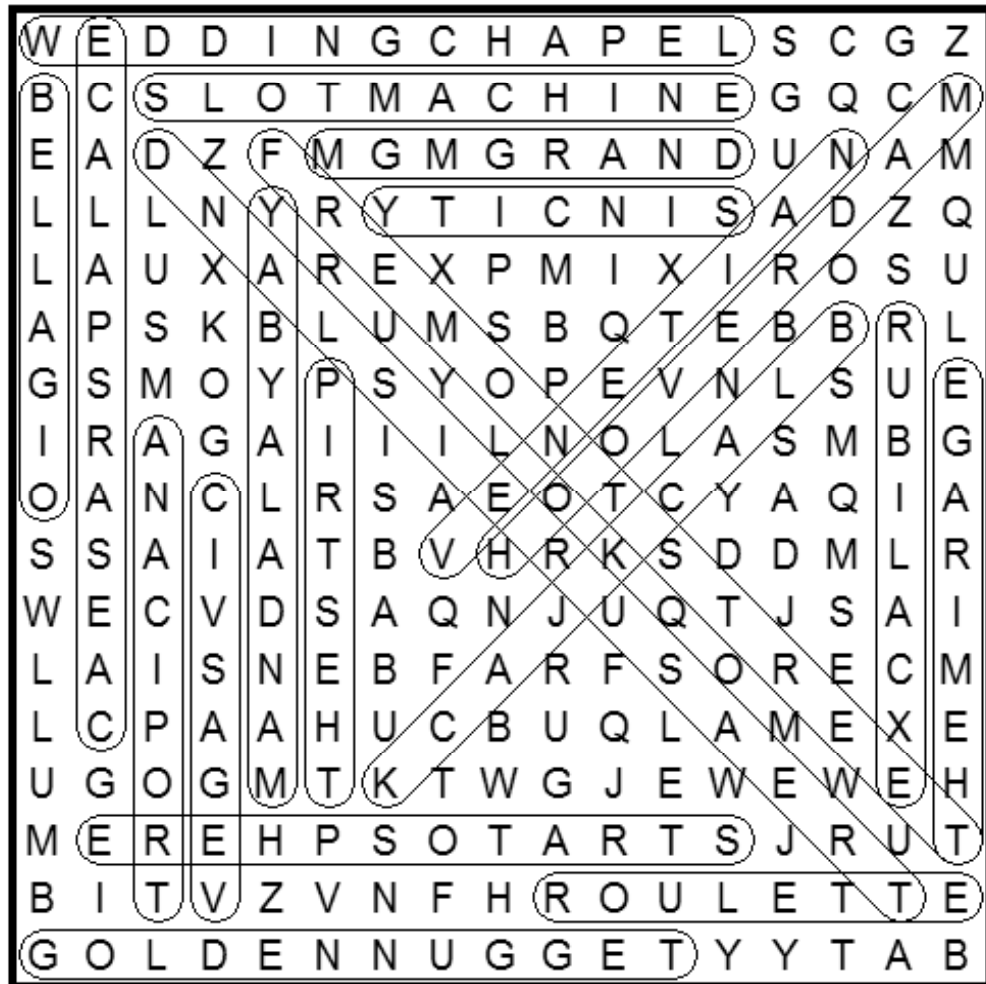 W E D D I N G C H A P E L S C G Z
B C S L O T M A C H I N E G Q C M
E A D Z F M G M G R A N D U N A M
L L L N Y R Y T I C N I S A D Z Q
L A U X A R E X P M I X I R O S U
A P S K B L U M S B Q T E B B R L
G S M O Y P S Y O P E V N L S U E
I R A G A I I I L N O L A S M B G
O A N C L R S A E O T C Y A Q I A
S S A I A T B V H R K S D D M L R
W E C V D S A Q N J U Q T J S A I
L A I S N E B F A R F S O R E C M
L C P A A H U C B U Q L A M E X E
U G O G M T K T W G J E W E W E H
M E R E H P S O T A R T S J R U T
B I T V Z V N F H R O U L E T T E
G O L D E N N U G G E T Y Y T A B